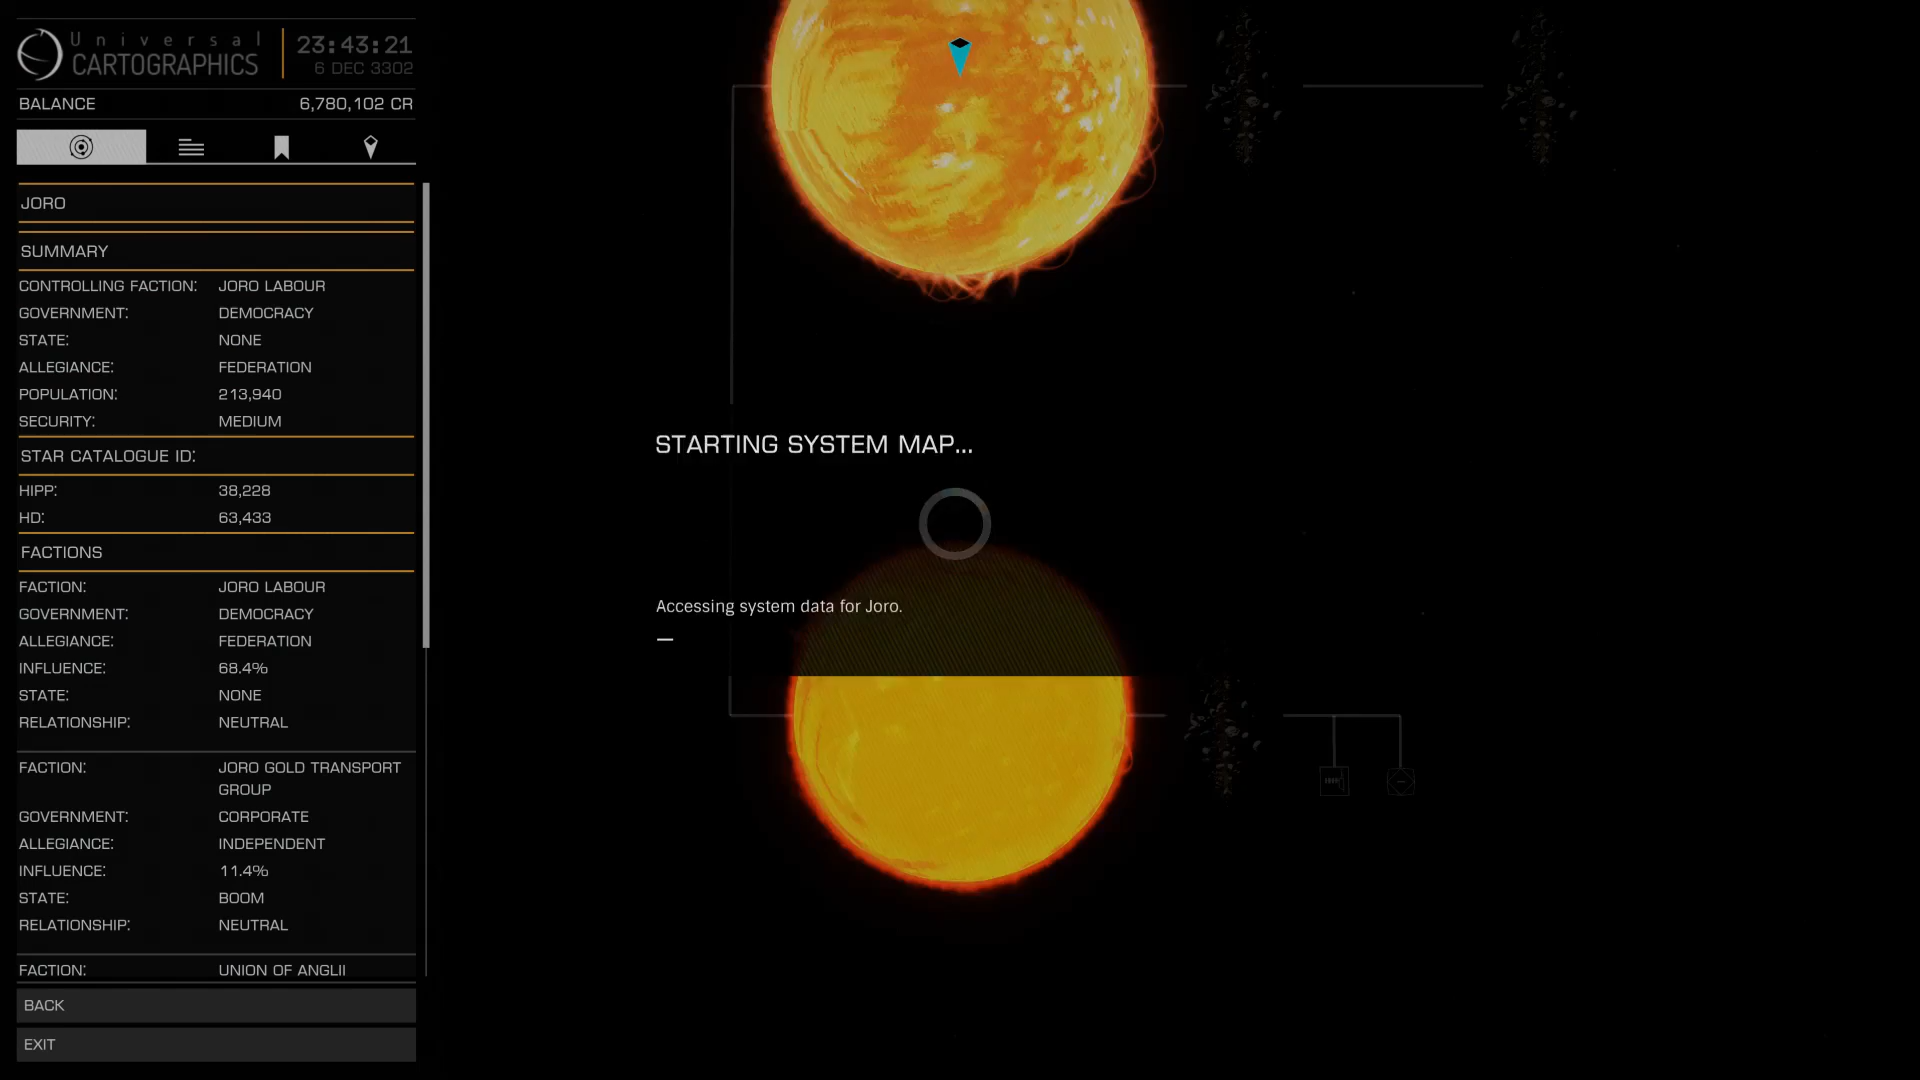 Universal
CARTOGRAPHICS
23:43:21
6 DEC 3302
BALANCE 6,780,102 CR
JORO
SUMMARY
CONTROLLING FACTION: JORO LABOUR
GOVERNMENT: DEMOCRACY
STATE: NONE
ALLEGIANCE: FEDERATION
POPULATION: 213,940
SECURITY: MEDIUM
STAR CATALOGUE ID:
HIPP: 38,228
HD: 63,433
FACTIONS
FACTION: JORO LABOUR
GOVERNMENT: DEMOCRACY
ALLEGIANCE: FEDERATION
INFLUENCE: 68.4%
STATE: NONE
RELATIONSHIP: NEUTRAL
FACTION: JORO GOLD TRANSPORT
GROUP
GOVERNMENT: CORPORATE
ALLEGIANCE: INDEPENDENT
INFLUENCE: 11.4%
STATE: BOOM
RELATIONSHIP: NEUTRAL
FACTION: UNION OF ANGLII
BACK
EXIT
STARTING SYSTEM MAP...
Accessing system data for Joro.